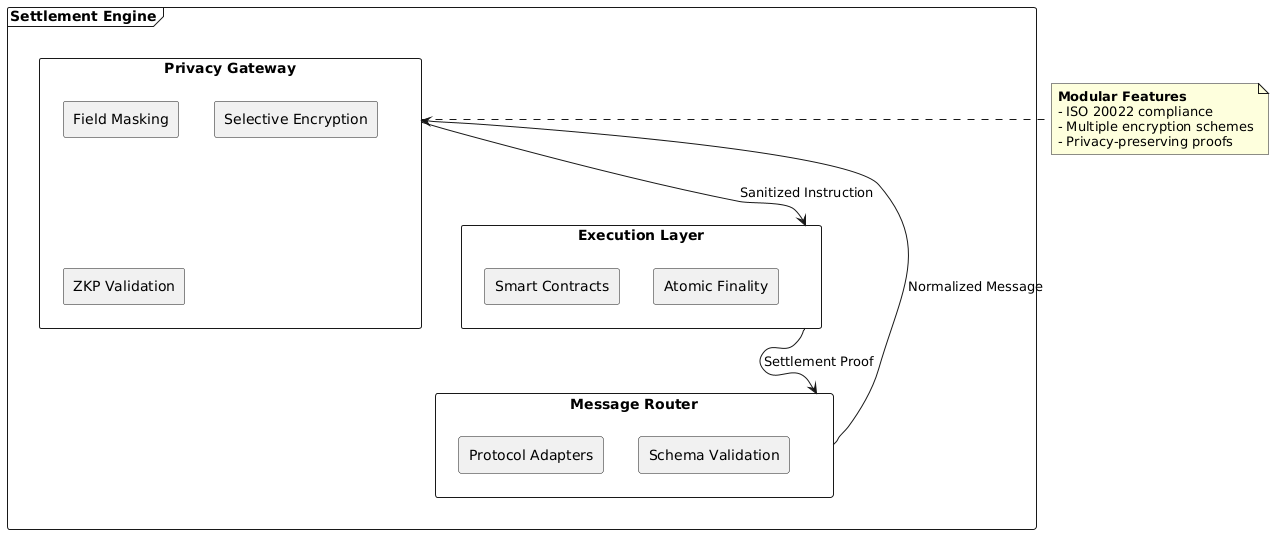 Settlement Engine
Privacy Gateway
Field Masking
Selective Encryption
ZKP Validation
Modular Features
- ISO 20022 compliance
- Multiple encryption schemes
- Privacy-preserving proofs
Sanitized Instruction
Execution Layer
Smart Contracts
Atomic Finality
Normalized Message
Settlement Proof
Message Router
Protocol Adapters
Schema Validation